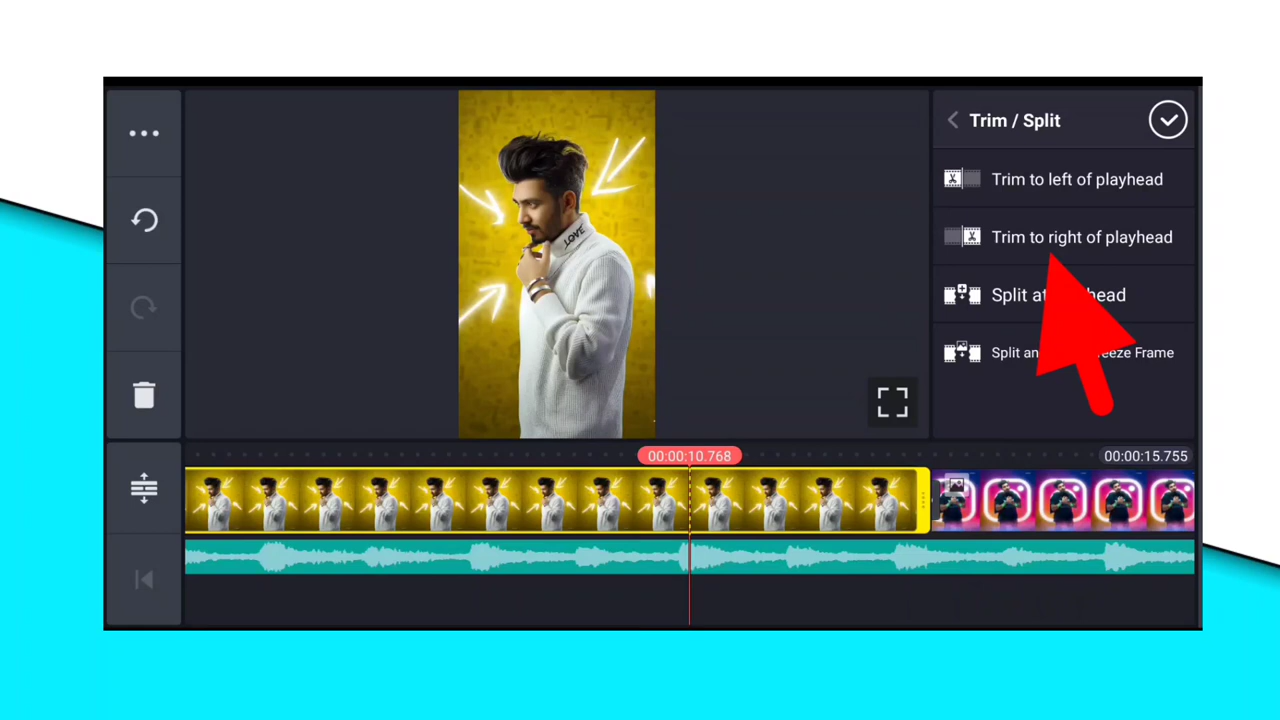 Trim / Split
Trim to left of playhead
Trim to right of playhead
Split at head
Split an eeze Frame
LOVE
00:00:10.768
00:00:15.755